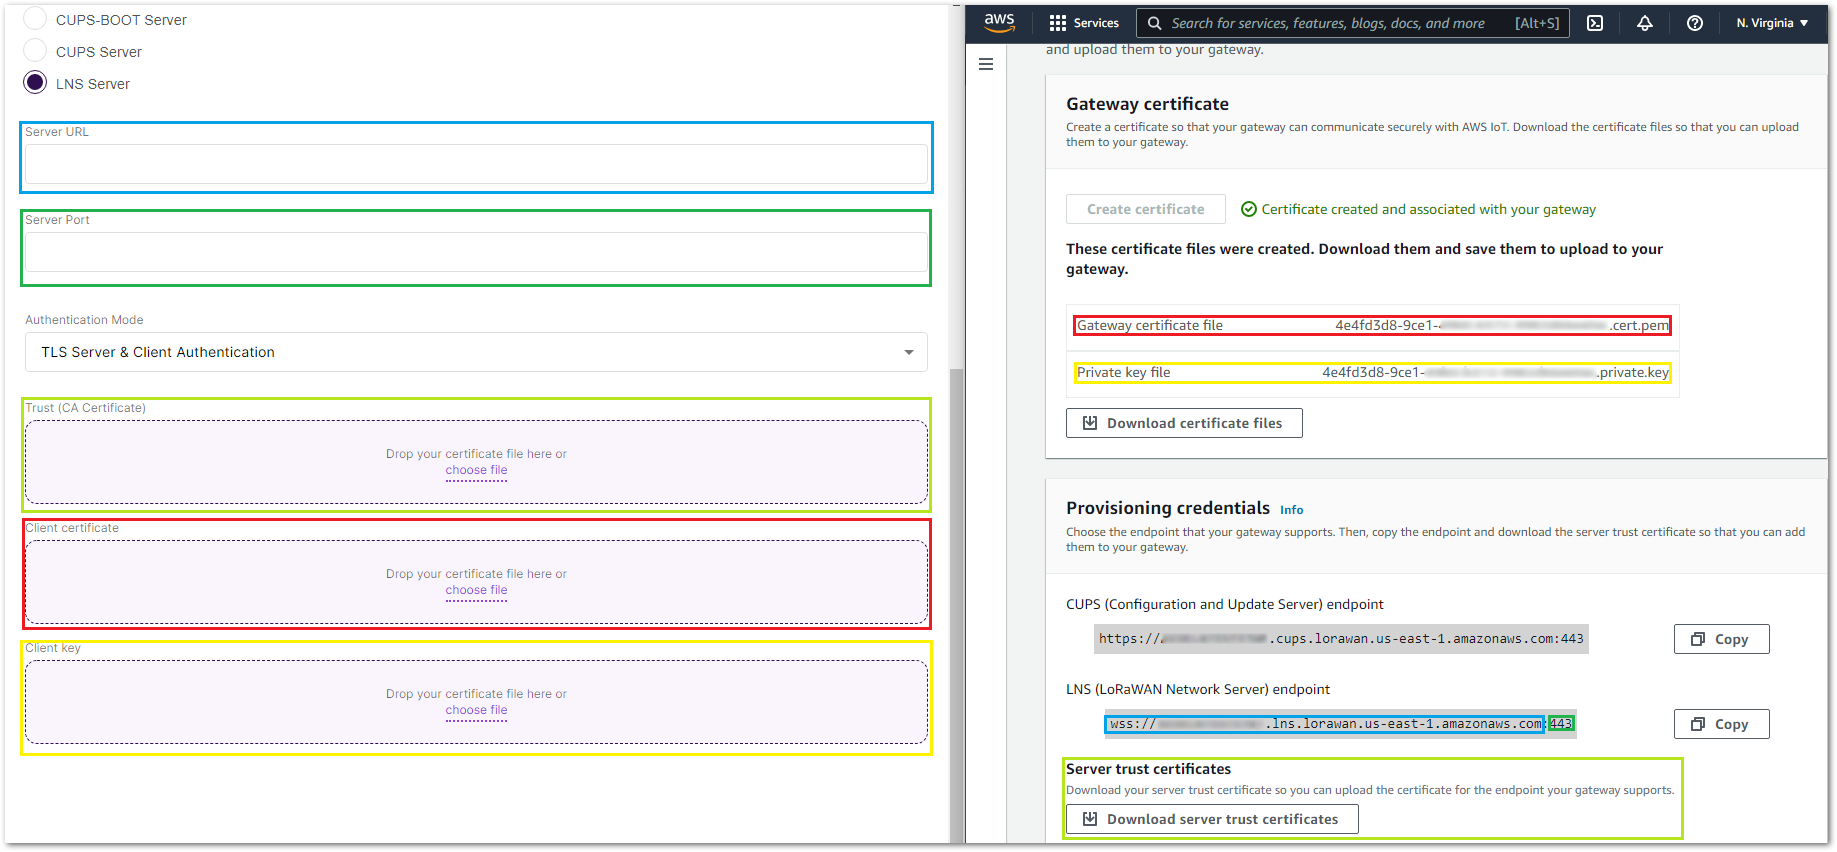 CUPS-BOOT Server
CUPS Server
LNS Server
Server URL
Server Port
Authentication Mode
TLS Server & Client Authentication
Trust (CA Certificate)
Drop your certificate file here or
choose file
Client certificate
Drop your certificate file here or
choose file
Client key
Drop your certificate file here or
choose file
aws Services Search for services, features, blogs, docs, and more [Alt+S] N. Virginia
and upload them to your gateway.
Gateway certificate
Create a certificate so that your gateway can communicate securely with AWS IoT. Download the certificate files so that you can upload
them to your gateway.
Create certificate Certificate created and associated with your gateway
These certificate files were created. Download them and save them to upload to your
gateway.
Gateway certificate file 4e4fd3d8-9ce1- .cert.pem
Private key file 4e4fd3d8-9ce1- .private.key
Download certificate files
Provisioning credentials Info
Choose the endpoint that your gateway supports. Then, copy the endpoint and download the server trust certificate so that you can add
them to your gateway.
CUPS (Configuration and Update Server) endpoint
https:// .cups.lorawan.us-east-1.amazonaws.com:443 Copy
LNS (LoRaWAN Network Server) endpoint
wss:// .lns.lorawan.us-east-1.amazonaws.com:443 Copy
Server trust certificates
Download your server trust certificate so you can upload the certificate for the endpoint your gateway supports.
Download server trust certificates